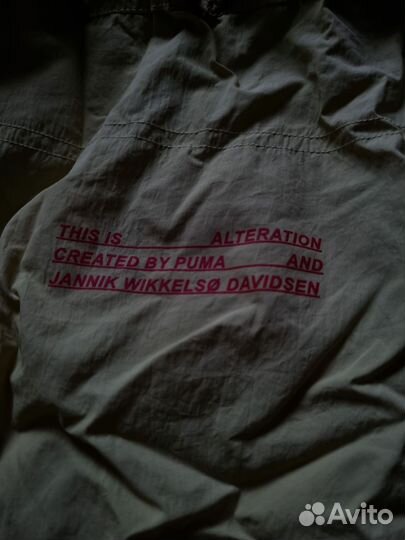 THIS IS ALTERATION
CREATED BY PUMA AND
JANNIK WIKKELSØ DAVIDSEN
Avito